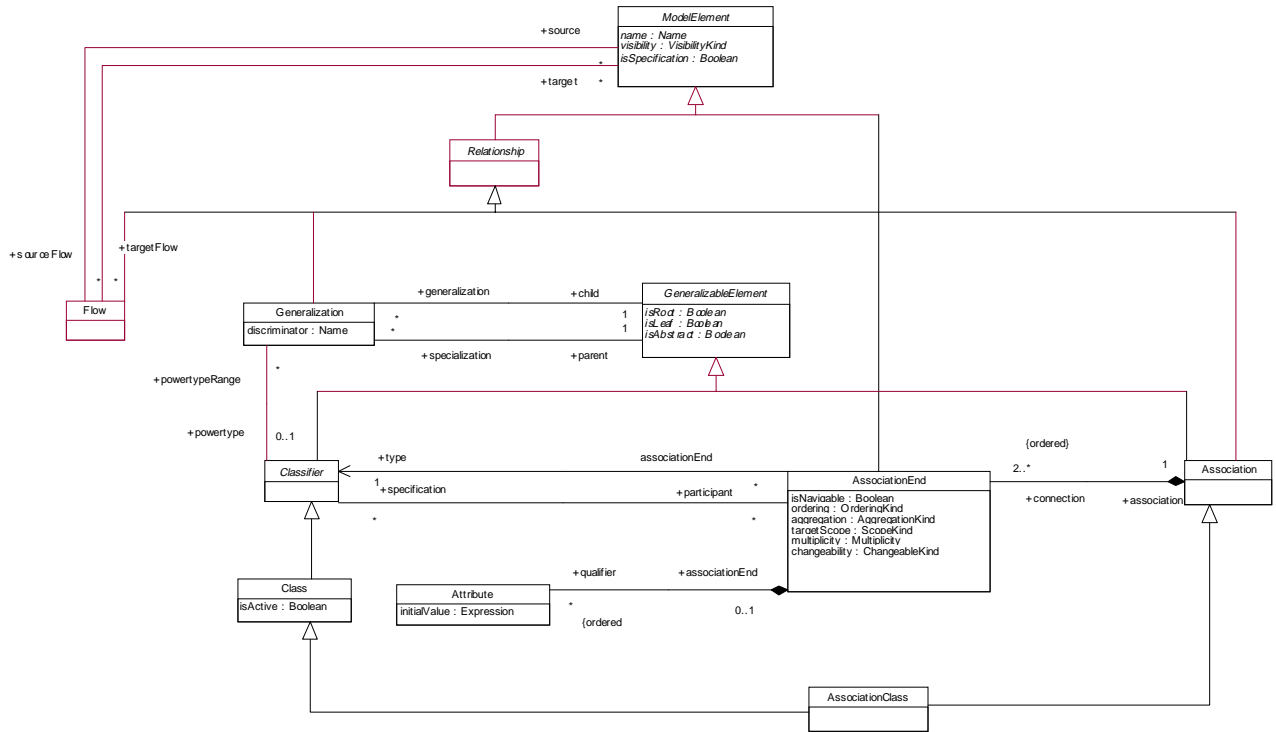 ModelElement
+source
name : Name
visibility : VisibilityKind
isSpecification : Boolean
*
+target
*
Relationship
+targetFlow
+sourceFlow
*
*
Flow
+generalization
+child
GeneralizableElement
Generalization
discriminator : Name
*
1
isRoot : Boolean
isLeaf : Boolean
isAbstract : Boolean
*
1
+specialization
+parent
*
+powertypeRange
+powertype
0..1
{ordered}
+type
associationEnd
Classifier
2..*
1
Association
1
+specification
*
+participant
AssociationEnd
+connection
+association
isNavigable : Boolean
ordering : OrderingKind
aggregation : AggregationKind
targetScope : ScopeKind
multiplicity : Multiplicity
changeability : ChangeableKind
*
*
+qualifier
+associationEnd
Class
isActive : Boolean
Attribute
initialValue : Expression
*
0..1
{ordered
AssociationClass